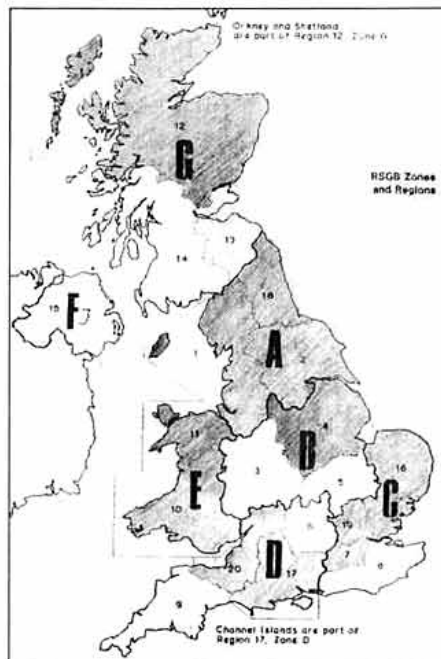 Orkney and Shetland
are part of Region 12, Zone G
12
G
RSGB Zones
and Regions
13
14
18
15
F
1
A
2
11
4
B
3
5
16
C
E
10
6
19
D
7
20
17
8
9
Channel Islands are part of
Region 17, Zone D